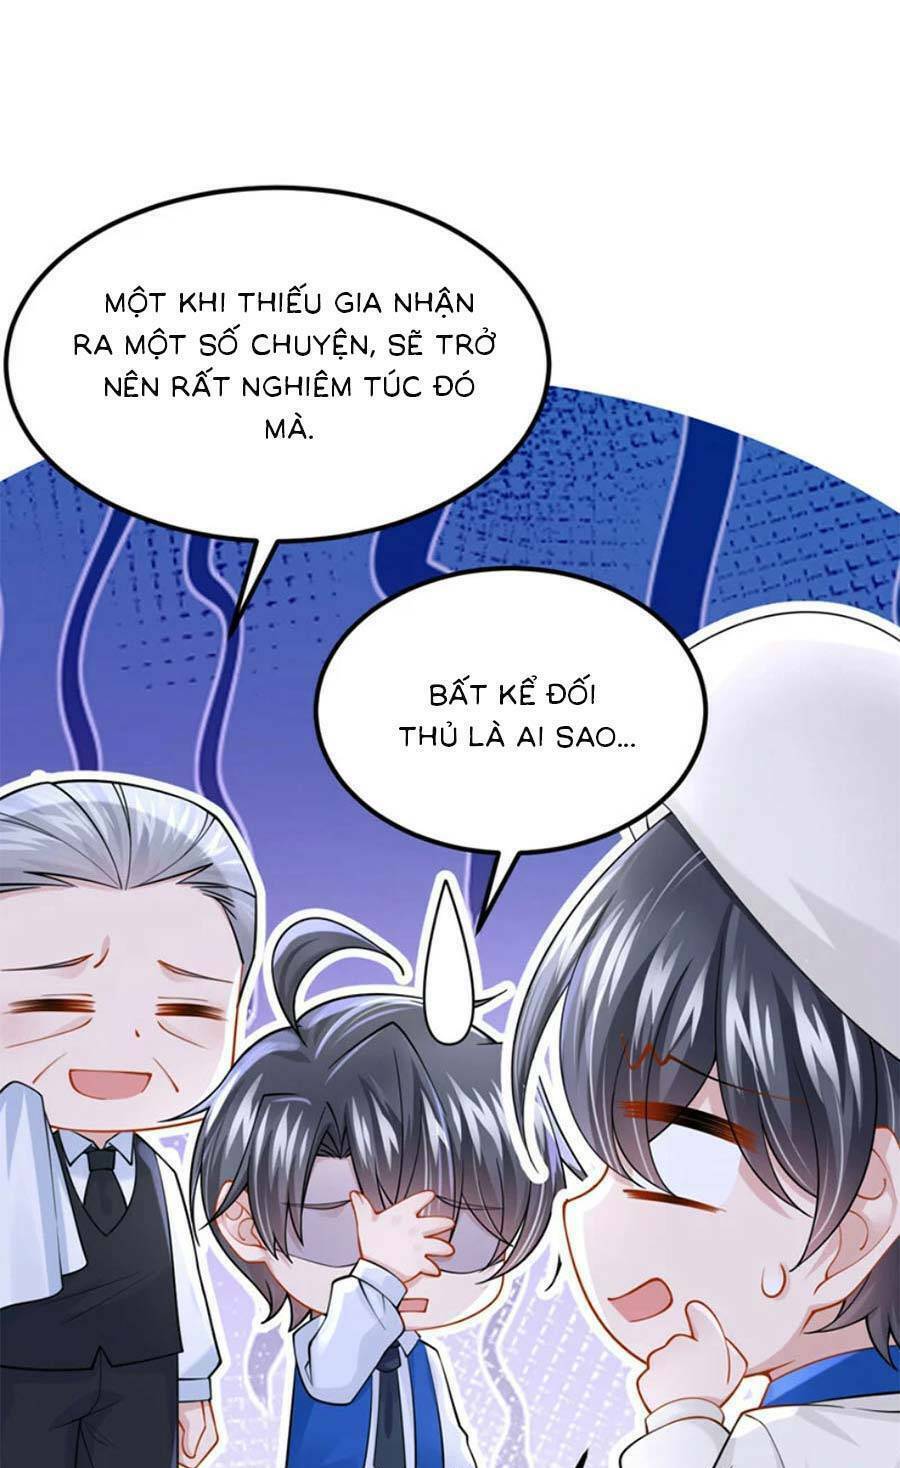 MỘT KHI THIẾU GIA NHẬN
RA MỘT SỐ CHUYỆN, SẼ TRỞ
NÊN RẤT NGHIÊM TÚC ĐÓ
MÀ.
BẤT KỂ ĐỐI
THỦ LÀ AI SAO...